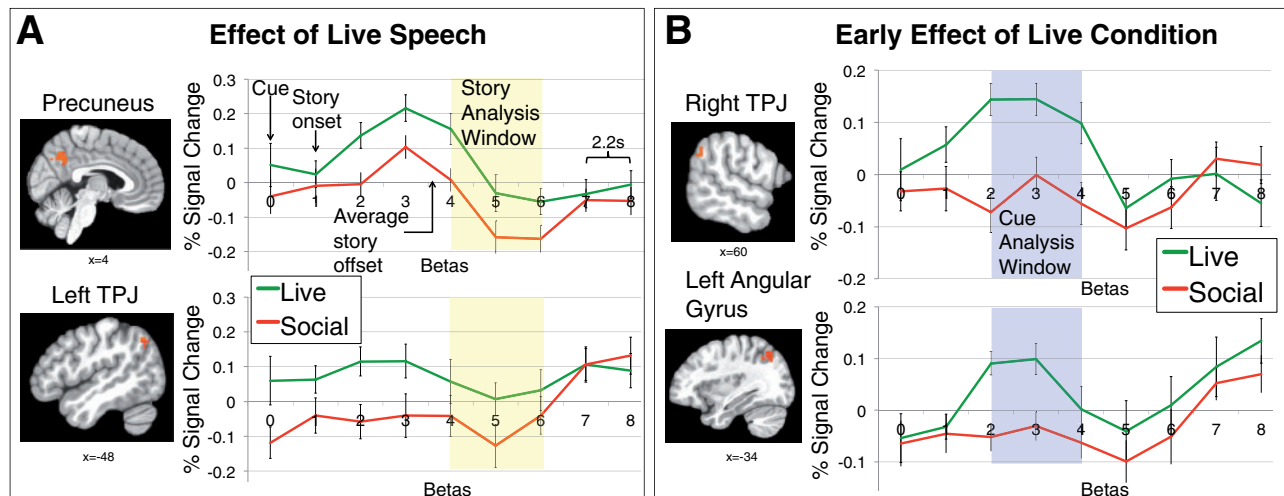 A
Effect of Live Speech
Precuneus
x=4
Left TPJ
x=-48
% Signal Change
0.3
0.2
0.1
0
-0.1
-0.2
0 1 2 3 4 5 6 7 8
Cue
Story
onset
Story
Analysis
Window
2.2s
Average
story
offset
Betas
Live
Social
% Signal Change
0.3
0.2
0.1
0
-0.1
-0.2
0 1 2 3 4 5 6 7 8
Betas
B
Early Effect of Live Condition
Right TPJ
x=60
Left Angular
Gyrus
x=-34
% Signal Change
0.2
0.1
0
-0.1
-0.2
0 1 2 3 4 5 6 7 8
Cue
Analysis
Window
Betas
Live
Social
% Signal Change
0.2
0.1
0
-0.1
0 1 2 3 4 5 6 7 8
Betas